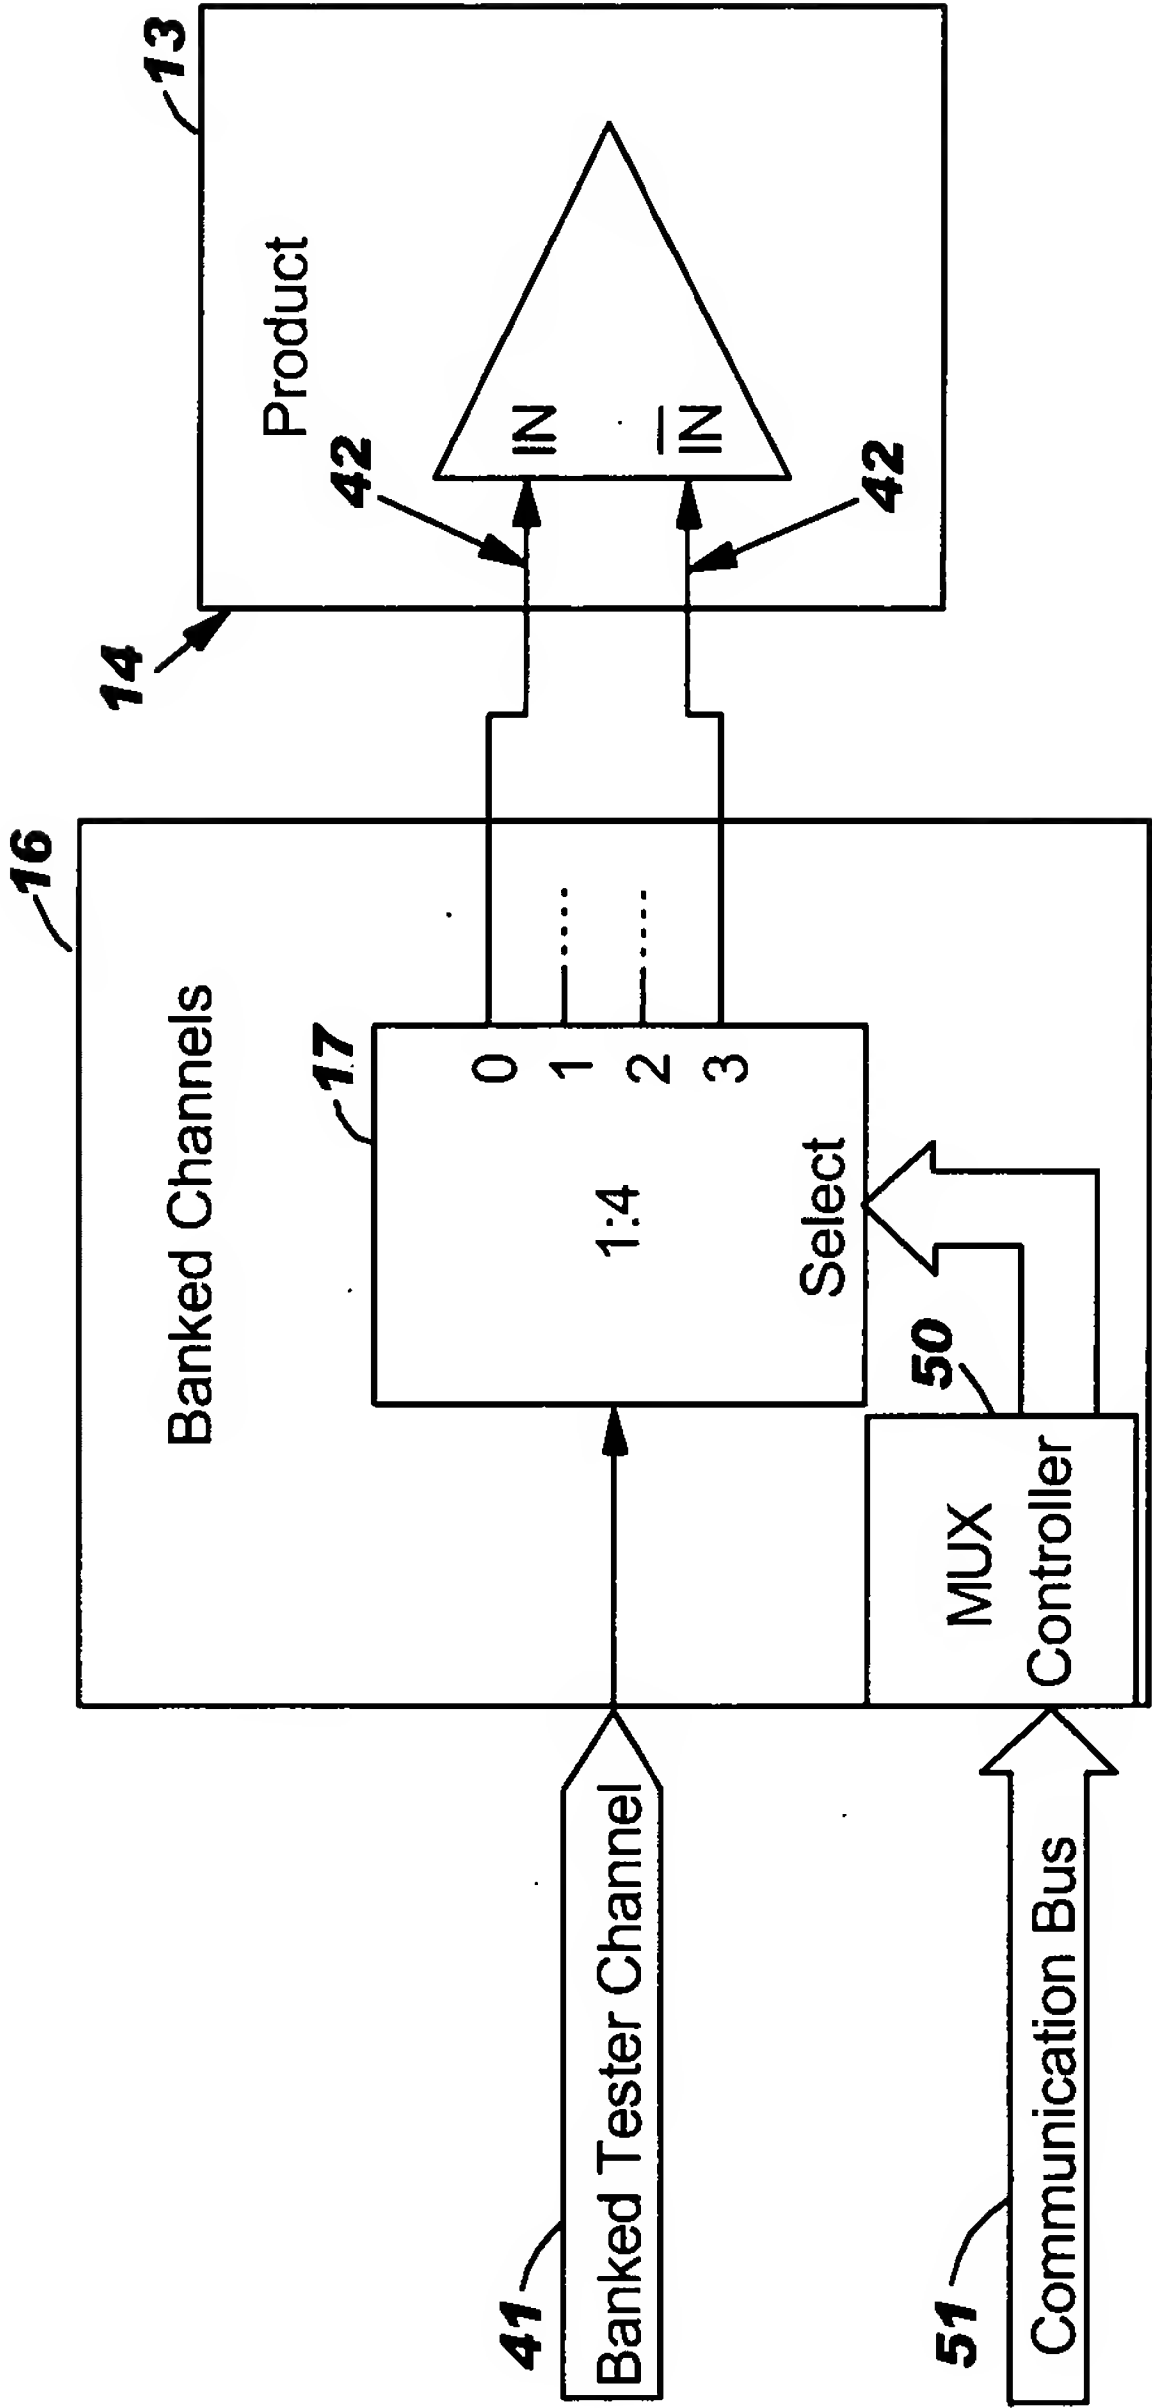 16
Banked Channels
17
1:4
0
1
2
3
Select
50
MUX
Controller
41
Banked Tester Channel
51
Communication Bus
14
13
Product
42
IN
I̅N̅
42